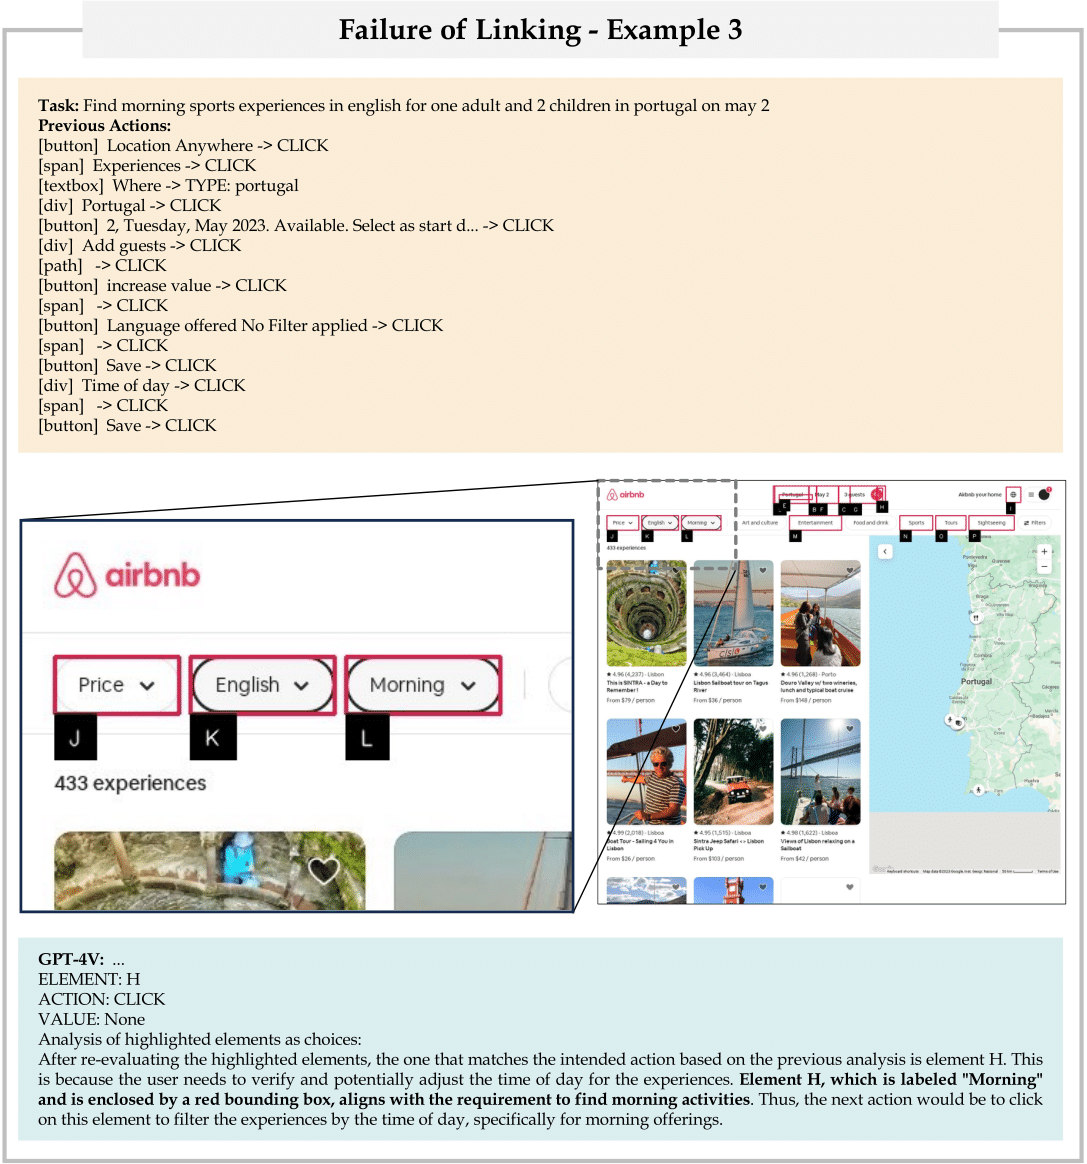 Failure of Linking - Example 3
Task: Find morning sports experiences in english for one adult and 2 children in portugal on may 2
Previous Actions:
[button] Location Anywhere -> CLICK
[span] Experiences -> CLICK
[textbox] Where -> TYPE: portugal
[div] Portugal -> CLICK
[button] 2, Tuesday, May 2023. Available. Select as start d... -> CLICK
[div] Add guests -> CLICK
[path] -> CLICK
[button] increase value -> CLICK
[span] -> CLICK
[button] Language offered No Filter applied -> CLICK
[span] -> CLICK
[button] Save -> CLICK
[div] Time of day -> CLICK
[span] -> CLICK
[button] Save -> CLICK
airbnb
Price English Morning
J K L
433 experiences
airbnb Portugal May 2 3 guests Airbnb your home
E B F C G H I
Price English Morning Art and culture Entertainment Food and drink Sports Tours Sightseeing Filters
J K L M N O P
433 experiences
4.96 (4,237) · Lisboa
This is SINTRA - a Day to
Remember !
From $79 / person
4.96 (3,464) · Lisboa
Lisbon Sailboat tour on Tagus
River
From $36 / person
4.96 (1,268) · Porto
Douro Valley w/ two wineries,
lunch and typical boat cruise
From $148 / person
4.99 (2,018) · Lisboa
Boat Tour - Sailing 4 You in
Lisbon
From $26 / person
4.95 (1,515) · Lisboa
Sintra Jeep Safari <> Lisbon
Pick Up
From $103 / person
4.98 (1,622) · Lisboa
Views of Lisbon relaxing on a
Sailboat
From $42 / person
Portugal
Keyboard shortcuts Terms of Use
GPT-4V: ...
ELEMENT: H
ACTION: CLICK
VALUE: None
Analysis of highlighted elements as choices:
After re-evaluating the highlighted elements, the one that matches the intended action based on the previous analysis is element H. This
is because the user needs to verify and potentially adjust the time of day for the experiences. Element H, which is labeled "Morning"
and is enclosed by a red bounding box, aligns with the requirement to find morning activities. Thus, the next action would be to click
on this element to filter the experiences by the time of day, specifically for morning offerings.